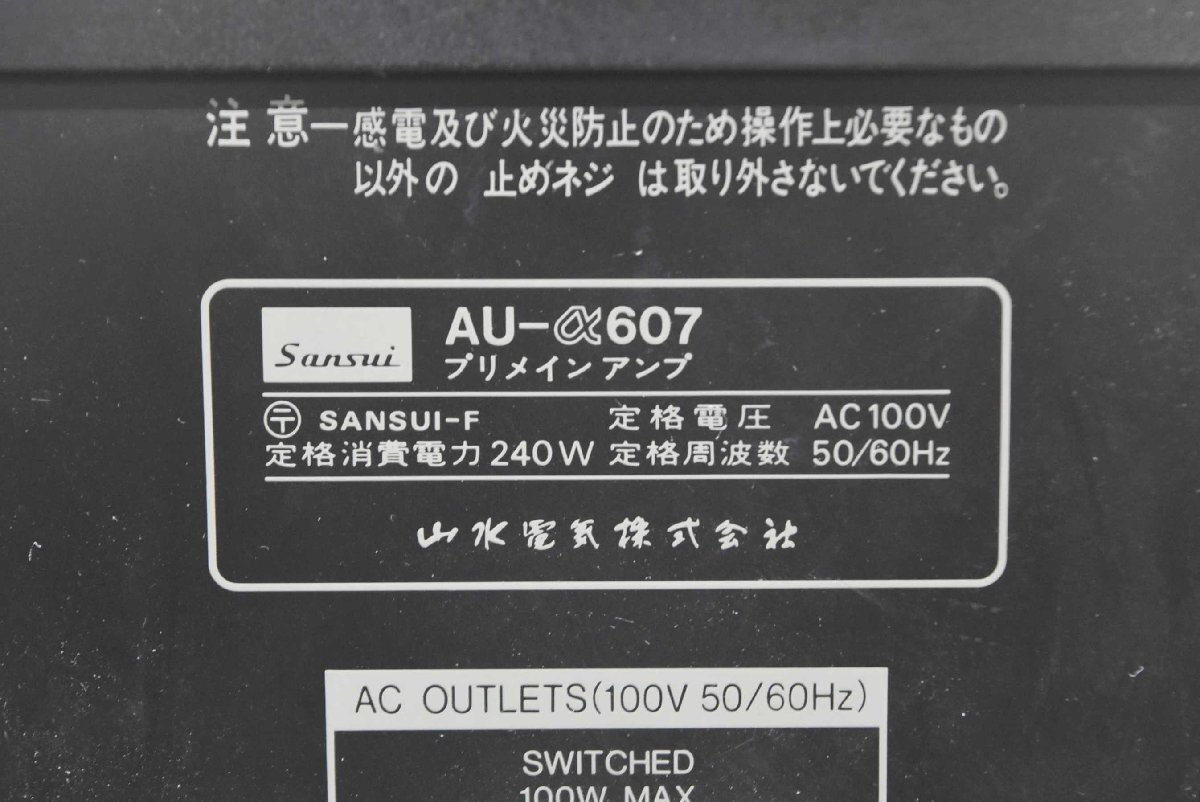 注意ー感電及び火災防止のため操作上必要なもの
以外の 止めネジ は取り外さないでください。
Sansui
AU-α607
プリメインアンプ
〒 SANSUI-F 定格電圧 AC100V
定格消費電力 240W 定格周波数 50/60Hz
山水電気株式会社
AC OUTLETS(100V 50/60Hz)
SWITCHED
100W MAX